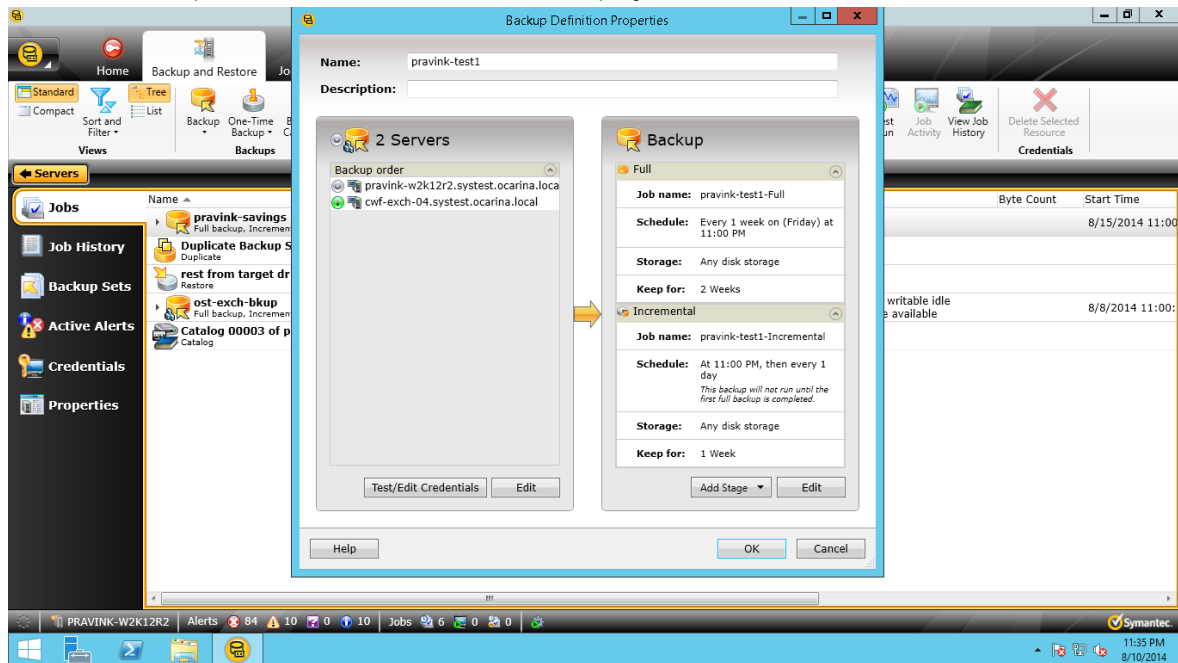 Backup Definition Properties
Home
Backup and Restore
Jo
Standard
Compact
Sort and
Filter
Tree
List
Views
Backup
One-Time
Backup
B
C
Backups
Job
Activity
View Job
History
Delete Selected
Resource
Credentials
Servers
Jobs
Job History
Backup Sets
Active Alerts
Credentials
Properties
Name
pravink-savings
Full backup, Incremen
Duplicate Backup S
Duplicate
rest from target dr
Restore
ost-exch-bkup
Full backup, Incremen
Catalog 00003 of p
Catalog
Name: pravink-test1
Description:
2 Servers
Backup order
pravink-w2k12r2.systest.ocarina.loca
cwf-exch-04.systest.ocarina.local
Test/Edit Credentials
Edit
Backup
Full
Job name: pravink-test1-Full
Schedule: Every 1 week on (Friday) at
11:00 PM
Storage: Any disk storage
Keep for: 2 Weeks
Incremental
Job name: pravink-test1-Incremental
Schedule: At 11:00 PM, then every 1
day
This backup will not run until the
first full backup is completed.
Storage: Any disk storage
Keep for: 1 Week
Add Stage
Edit
Help
OK
Cancel
Byte Count
Start Time
8/15/2014 11:00
writable idle
e available
8/8/2014 11:00:
PRAVINK-W2K12R2
Alerts 84 10 0 10
Jobs 6 0 0
Symantec.
11:35 PM
8/10/2014